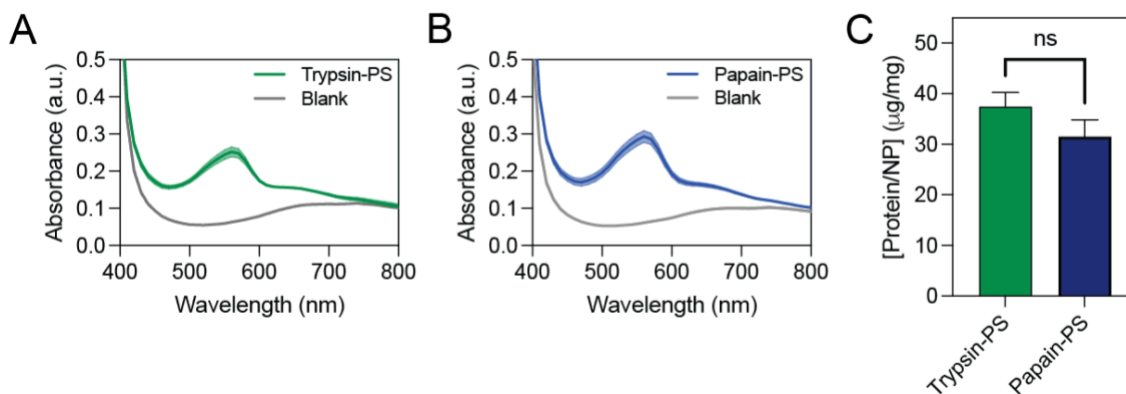 A
Absorbance (a.u.)
0.5
0.4
0.3
0.2
0.1
0.0
Trypsin-PS
Blank
400 500 600 700 800
Wavelength (nm)
B
Absorbance (a.u.)
0.5
0.4
0.3
0.2
0.1
0.0
Papain-PS
Blank
400 500 600 700 800
Wavelength (nm)
C
[Protein/NP] (μg/mg)
50
40
30
20
10
0
ns
Trypsin-PS
Papain-PS